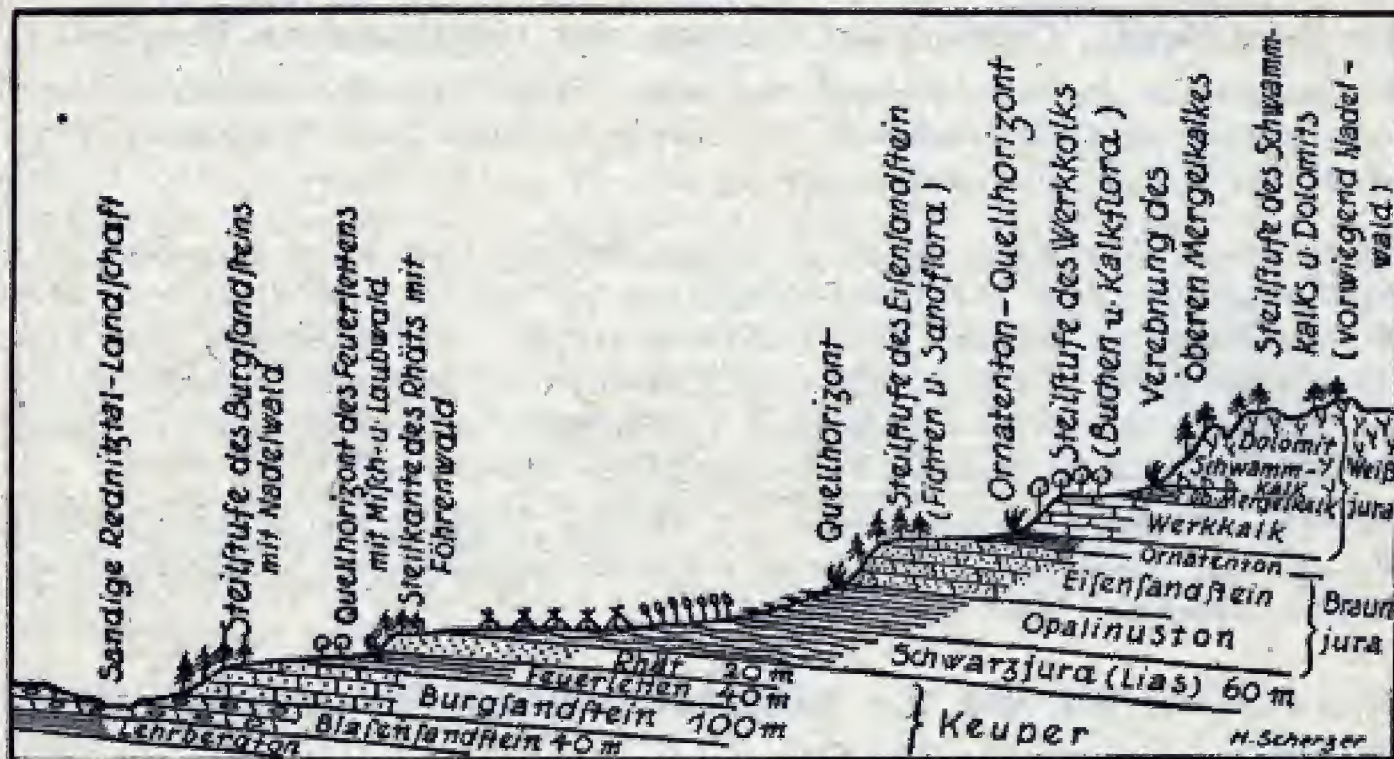 Sandige Rednitztal-Landſchaft
Steilſtufe des Burgſandſteins
mit Nadelwald
Quellhorizont des Feuerlettens
mit Miſch- u. Laubwald
Steilkante des Rhäts mit
Föhrenwald
Quellhorizont
Steilſtufe des Eiſenſandſtein
(Fichten u. Sandflora)
Ornatenton-Quellhorizont
Steilſtufe des Werkkalks
(Buchen u. Kalkflora)
Verebnung des
oberen Mergelkalkes
Steilſtufe des Schwamm-
kalks u. Dolomits
(vorwiegend Nadel-
wald)
Dolomit
Schwamm-
kalk
Mergelkalk
Werkkalk
Weiß
jura
Ornatenton
Eiſenſandſtein
Opalinuston
Braun
jura
Schwarzjura (Lias) 60 m
Rhät 20 m
40 m
Burgſandſtein 100 m
Blaſenſandſtein 40 m
Lehrbergton
Keuper
H. Scherger